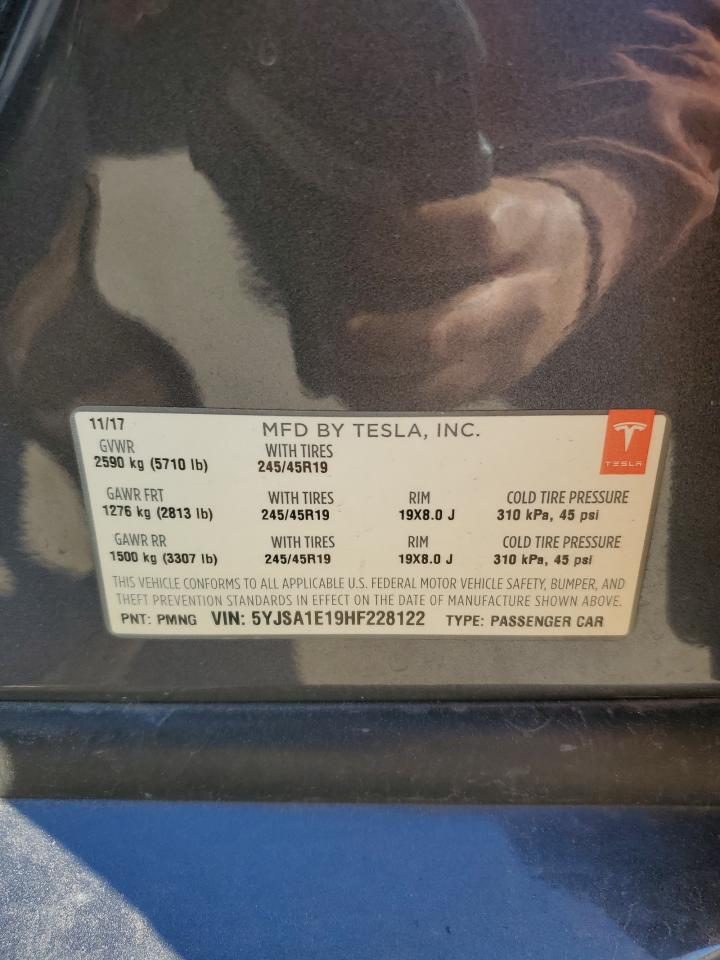 11/17
MFD BY TESLA, INC.
TESLA
GVWR WITH TIRES
2590 kg (5710 lb) 245/45R19
GAWR FRT WITH TIRES RIM COLD TIRE PRESSURE
1276 kg (2813 lb) 245/45R19 19X8.0 J 310 kPa, 45 psi
GAWR RR WITH TIRES RIM COLD TIRE PRESSURE
1500 kg (3307 lb) 245/45R19 19X8.0 J 310 kPa, 45 psi
THIS VEHICLE CONFORMS TO ALL APPLICABLE U.S. FEDERAL MOTOR VEHICLE SAFETY, BUMPER, AND
THEFT PREVENTION STANDARDS IN EFFECT ON THE DATE OF MANUFACTURE SHOWN ABOVE.
PNT: PMNG VIN: 5YJSA1E19HF228122 TYPE: PASSENGER CAR